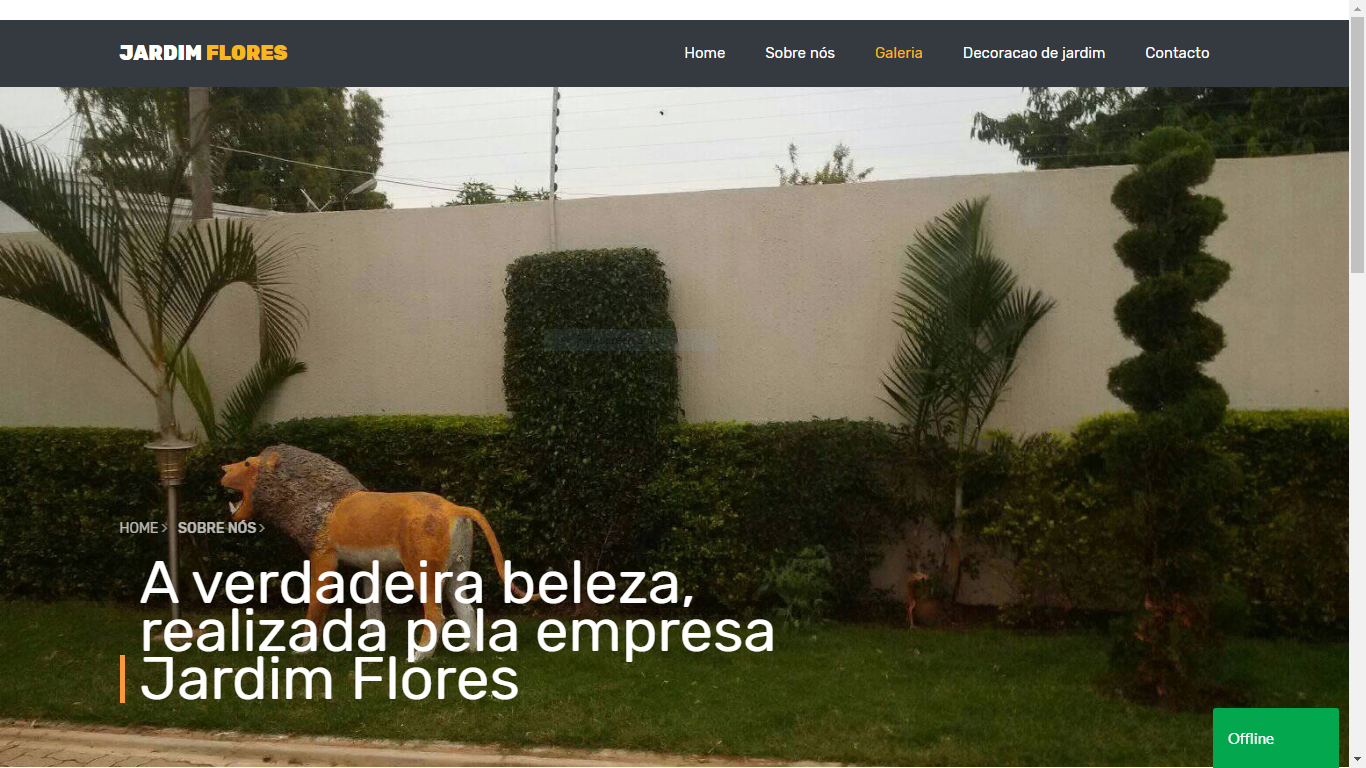 JARDIM FLORES
Home
Sobre nós
Galeria
Decoracao de jardim
Contacto
HOME > SOBRE NÓS >
A verdadeira beleza,
realizada pela empresa
Jardim Flores
Offline